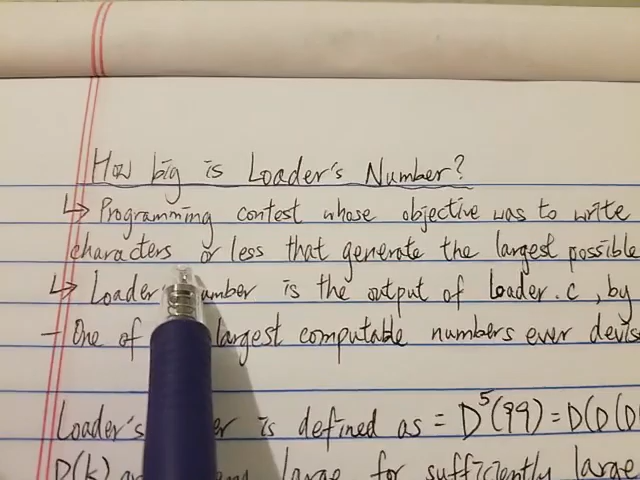 How big is Loader's Number?
↳ Programming contest whose objective was to write
characters or less that generate the largest possible
↳ Loader umber is the output of loader.c, by
- One of largest computable numbers ever devis
Loader's er is defined as = D⁵(99) = D(D(D
D(k) large for sufficiently large